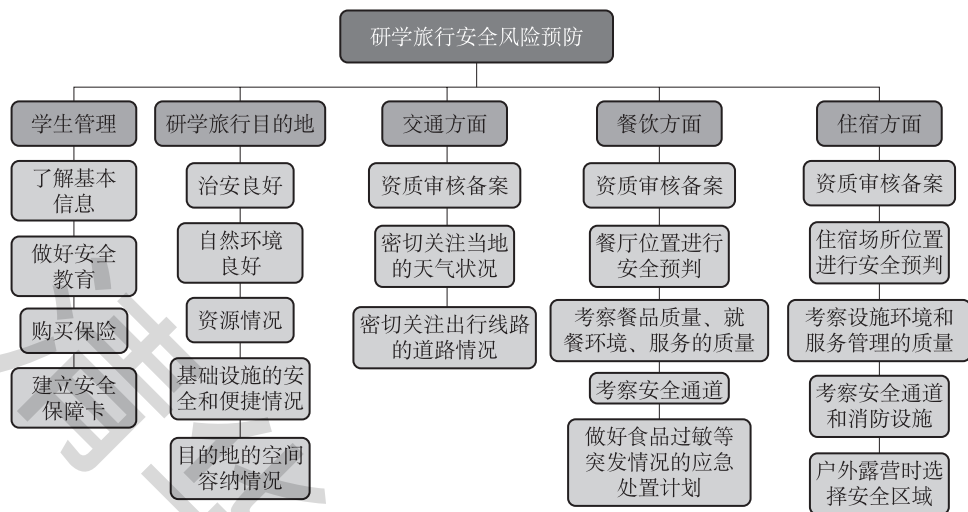 研学旅行安全风险预防
学生管理
了解基本
信息
做好安全
教育
购买保险
建立安全
保障卡
研学旅行目的地
治安良好
自然环境
良好
资源情况
基础设施的安
全和便捷情况
目的地的空间
容纳情况
交通方面
资质审核备案
密切关注当地
的天气状况
密切关注出行线路
的道路情况
餐饮方面
资质审核备案
餐厅位置进行
安全预判
考察餐品质量、就
餐环境、服务的质量
考察安全通道
做好食品过敏等
突发情况的应急
处置计划
住宿方面
资质审核备案
住宿场所位置
进行安全预判
考察设施环境和
服务管理的质量
考察安全通道
和消防设施
户外露营时选
择安全区域